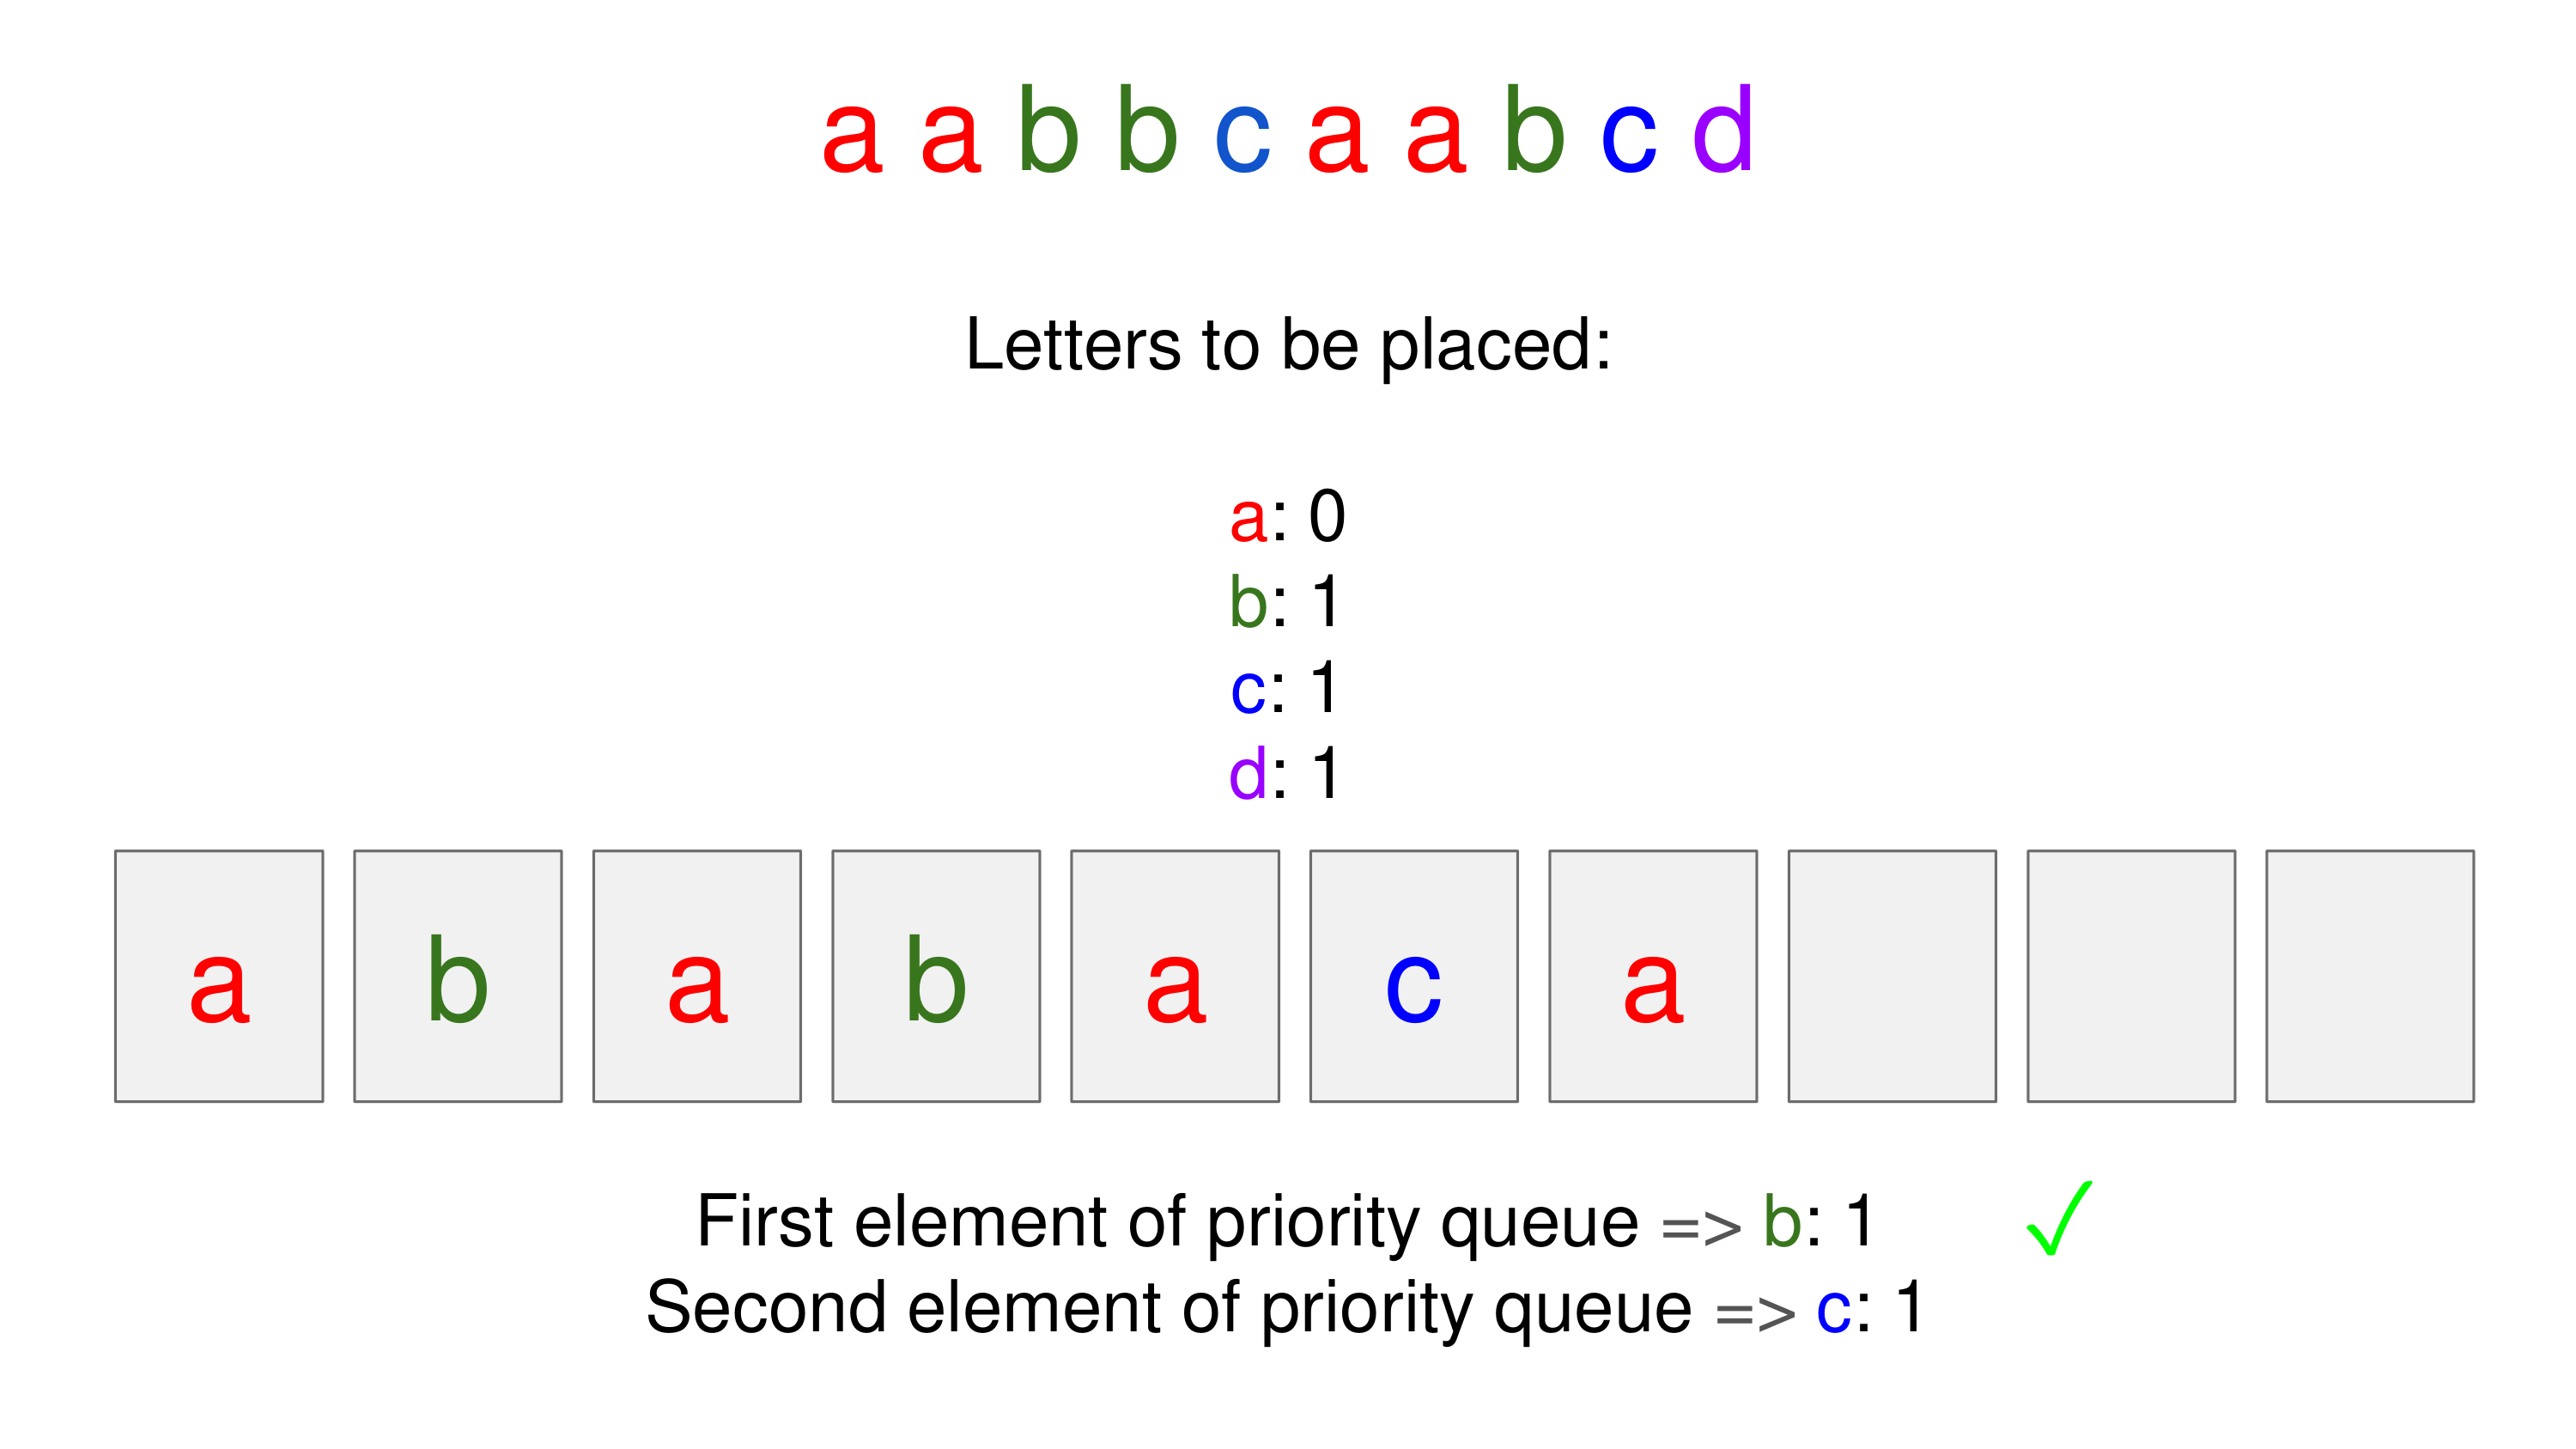 a a b b c a a b c d
Letters to be placed:
a: 0
b: 1
c: 1
d: 1
a b a b a c a
First element of priority queue => b: 1 ✓
Second element of priority queue => c: 1